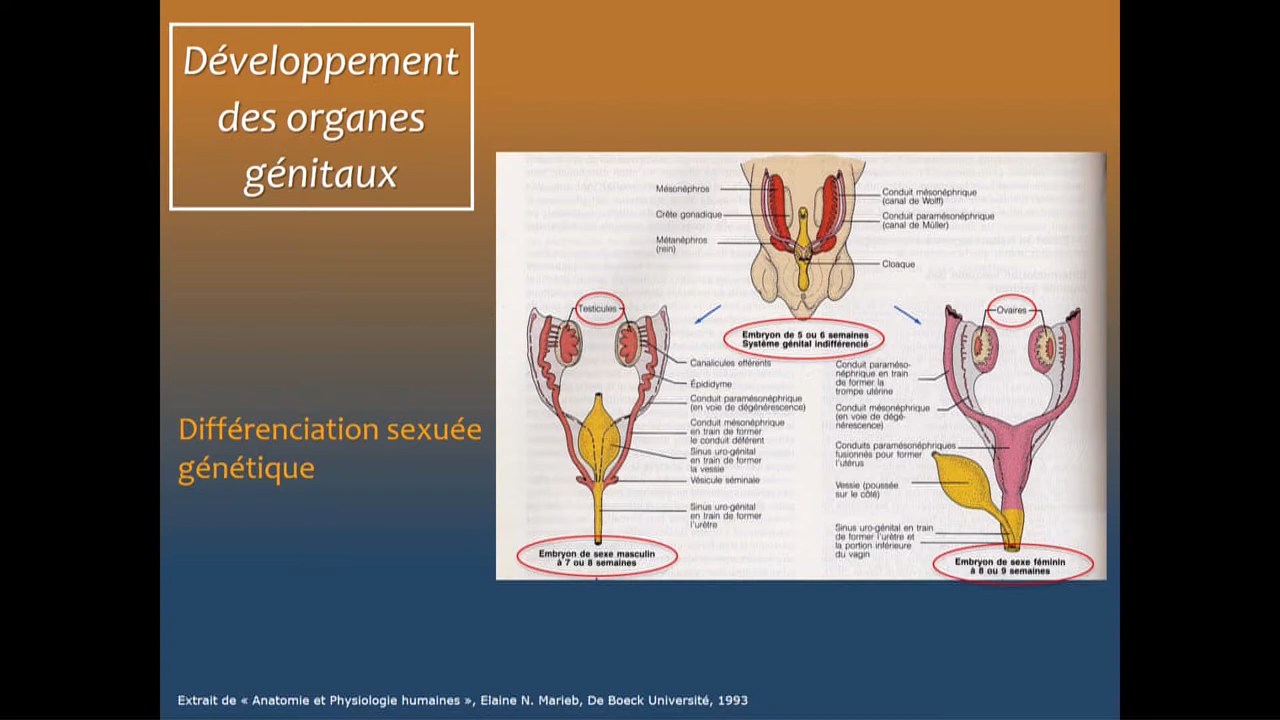 Développement
des organes
génitaux
Mésonéphros
Crête gonadique
Métanéphros
(rein)
Conduit mésonéphrique
(canal de Wolff)
Conduit paramésonéphrique
(canal de Müller)
Cloaque
Embryon de 5 ou 6 semaines
Système génital indifférencié
Testicules
Canalicules efférents
Épididyme
Conduit paramésonéphrique
(en voie de dégénérescence)
Conduit mésonéphrique
en train de former
le conduit déférent
Sinus uro-génital
en train de former
la vessie
Vésicule séminale
Sinus uro-génital
en train de former
l'urètre
Embryon de sexe masculin
à 7 ou 8 semaines
Ovaires
Conduit paraméso-
néphrique en train
de former la
trompe utérine
Conduit mésonéphrique
(en voie de dégé-
nérescence)
Conduits paramésonéphriques
fusionnés pour former
l'utérus
Vessie (poussée
sur le côté)
Sinus uro-génital en train
de former l'urètre et
la portion inférieure
du vagin
Embryon de sexe féminin
à 8 ou 9 semaines
Différenciation sexuée
génétique
Extrait de « Anatomie et Physiologie humaines », Elaine N. Marieb, De Boeck Université, 1993